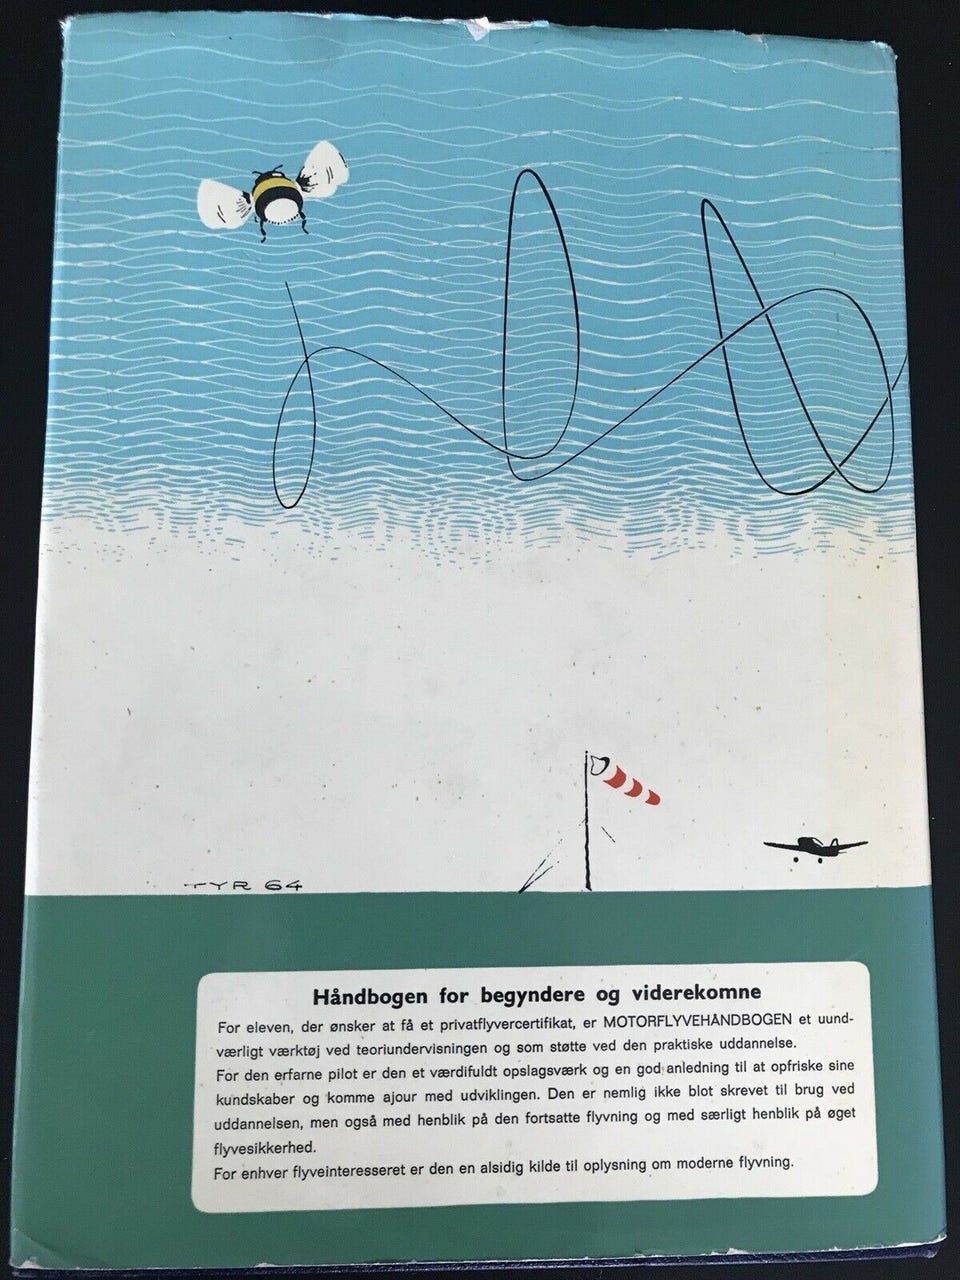 TYR 64
Håndbogen for begyndere og viderekomne
For eleven, der ønsker at få et privatflyvercertifikat, er MOTORFLYVEHÅNDBOGEN et uund-
værligt værktøj ved teoriundervisningen og som støtte ved den praktiske uddannelse.
For den erfarne pilot er den et værdifuldt opslagsværk og en god anledning til at opfriske sine
kundskaber og komme ajour med udviklingen. Den er nemlig ikke blot skrevet til brug ved
uddannelsen, men også med henblik på den fortsatte flyvning og med særligt henblik på øget
flyvesikkerhed.
For enhver flyveinteresseret er den en alsidig kilde til oplysning om moderne flyvning.